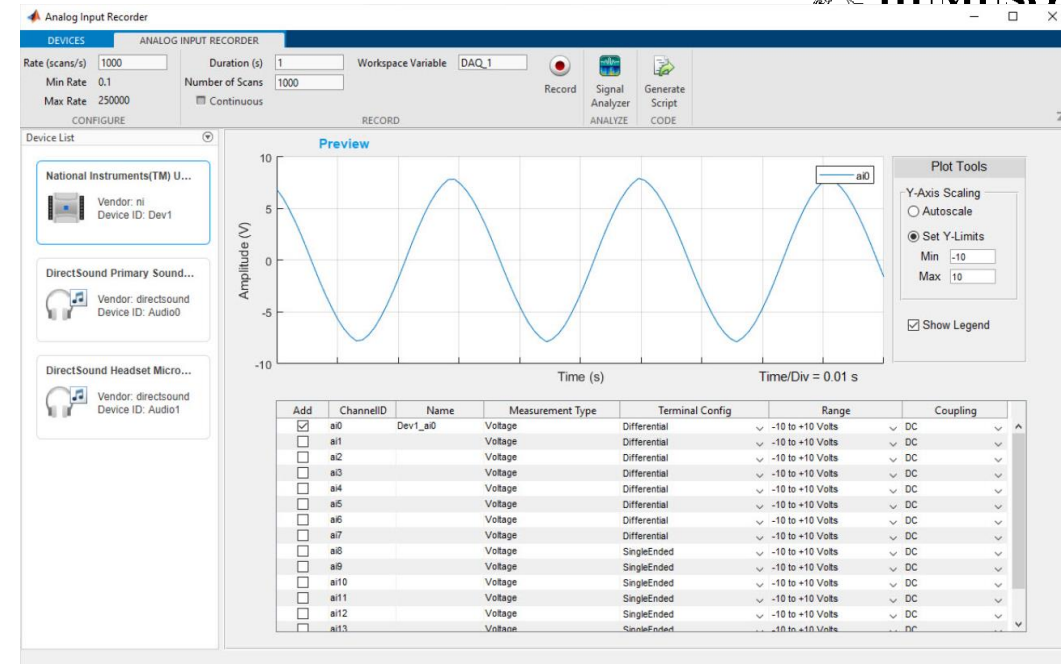 Analog Input Recorder
DEVICES ANALOG INPUT RECORDER
Rate (scans/s) 1000 Duration (s) 1 Workspace Variable DAQ_1
Min Rate 0.1 Number of Scans 1000
Max Rate 250000 Continuous
Record Signal Analyzer Generate Script
CONFIGURE RECORD ANALYZE CODE
Device List
National Instruments(TM) U...
Vendor: ni
Device ID: Dev1
DirectSound Primary Sound...
Vendor: directsound
Device ID: Audio0
DirectSound Headset Micro...
Vendor: directsound
Device ID: Audio1
Preview
10
5
0
-5
-10
Amplitude (V)
ai0
Time (s) Time/Div = 0.01 s
Plot Tools
Y-Axis Scaling
Autoscale
Set Y-Limits
Min -10
Max 10
Show Legend
Add ChannelID Name Measurement Type Terminal Config Range Coupling
ai0 Dev1_ai0 Voltage Differential -10 to +10 Volts DC
ai1 Voltage Differential -10 to +10 Volts DC
ai2 Voltage Differential -10 to +10 Volts DC
ai3 Voltage Differential -10 to +10 Volts DC
ai4 Voltage Differential -10 to +10 Volts DC
ai5 Voltage Differential -10 to +10 Volts DC
ai6 Voltage Differential -10 to +10 Volts DC
ai7 Voltage Differential -10 to +10 Volts DC
ai8 Voltage SingleEnded -10 to +10 Volts DC
ai9 Voltage SingleEnded -10 to +10 Volts DC
ai10 Voltage SingleEnded -10 to +10 Volts DC
ai11 Voltage SingleEnded -10 to +10 Volts DC
ai12 Voltage SingleEnded -10 to +10 Volts DC
ai13 Voltage SingleEnded -10 to +10 Volts DC